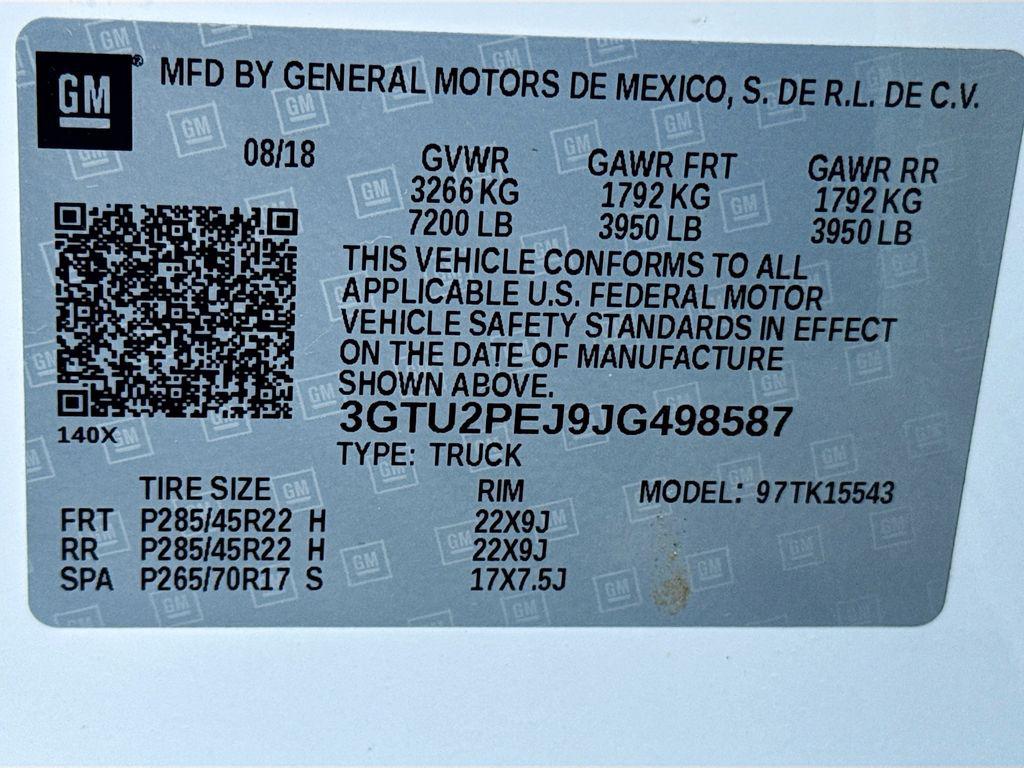 GM® MFD BY GENERAL MOTORS DE MEXICO, S. DE R.L. DE C.V.
08/18 GVWR GAWR FRT GAWR RR
3266 KG 1792 KG 1792 KG
7200 LB 3950 LB 3950 LB
THIS VEHICLE CONFORMS TO ALL
APPLICABLE U.S. FEDERAL MOTOR
VEHICLE SAFETY STANDARDS IN EFFECT
ON THE DATE OF MANUFACTURE
SHOWN ABOVE.
3GTU2PEJ9JG498587
140X
TYPE: TRUCK
TIRE SIZE RIM MODEL: 97TK15543
FRT P285/45R22 H 22X9J
RR P285/45R22 H 22X9J
SPA P265/70R17 S 17X7.5J